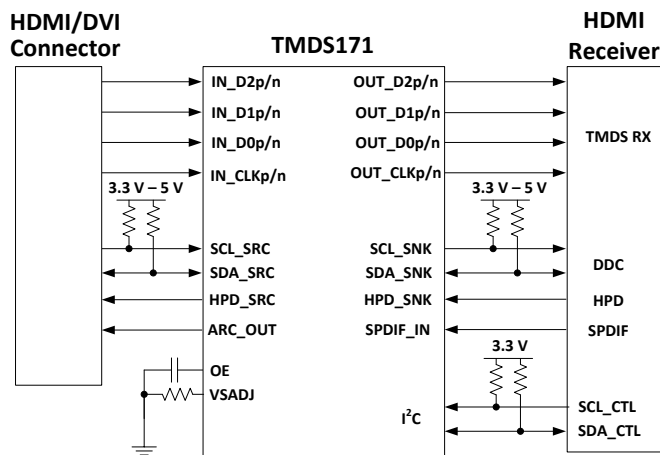 HDMI/DVI
Connector
TMDS171
HDMI
Receiver
IN_D2p/n
OUT_D2p/n
IN_D1p/n
OUT_D1p/n
TMDS RX
IN_D0p/n
OUT_D0p/n
IN_CLKp/n
OUT_CLKp/n
3.3 V – 5 V
3.3 V – 5 V
SCL_SRC
SCL_SNK
SDA_SRC
SDA_SNK
DDC
HPD_SRC
HPD_SNK
HPD
ARC_OUT
SPDIF_IN
SPDIF
3.3 V
OE
VSADJ
I²C
SCL_CTL
SDA_CTL